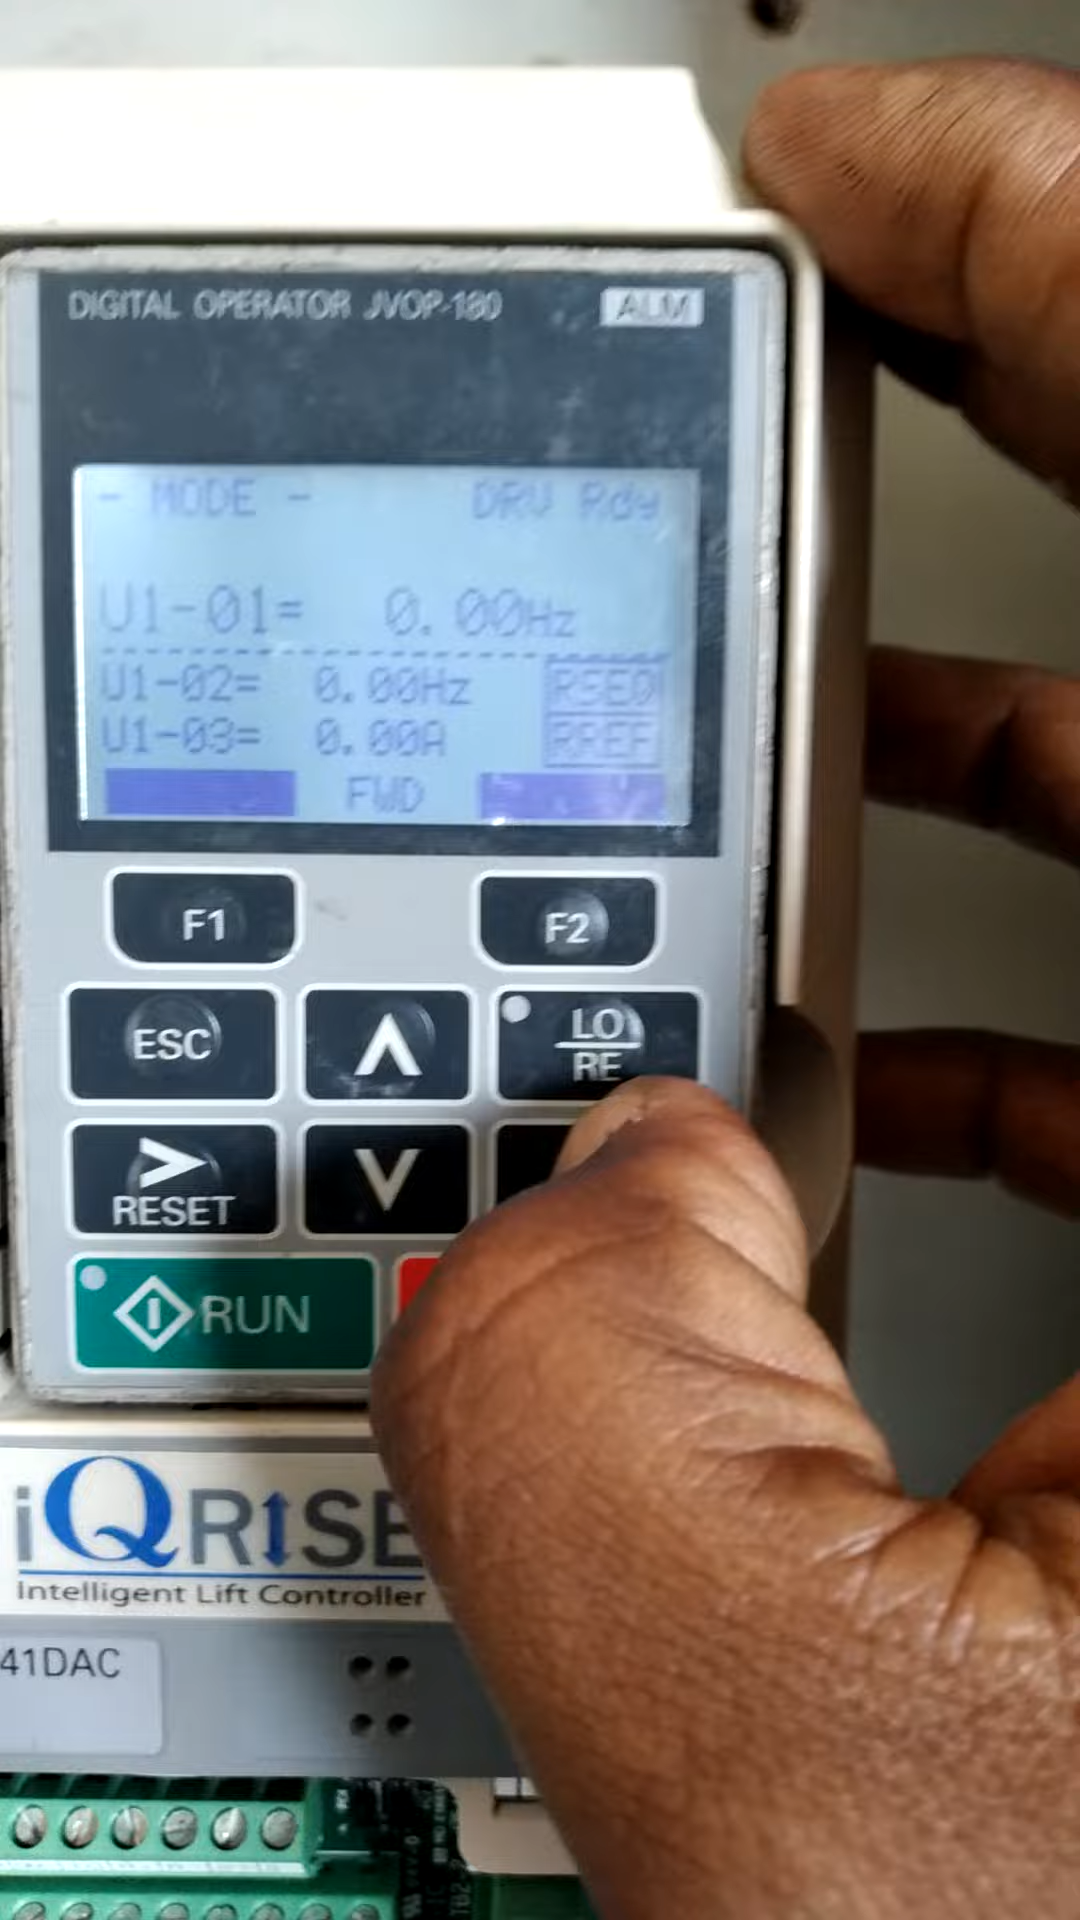 DIGITAL OPERATOR JVOP-180 ALM
- MODE - DRV Rdy
U1-01= 0.00Hz
U1-02= 0.00Hz RSEQ
U1-03= 0.00A RREF
FWD
F1 F2
ESC LO
RE
RESET
RUN
iQRISE
Intelligent Lift Controller
41DAC